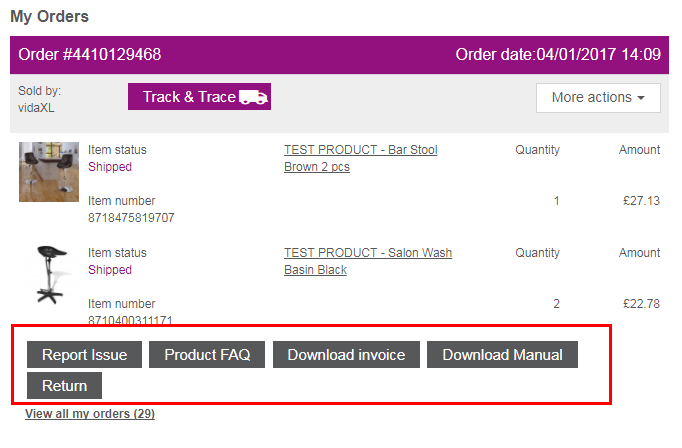 My Orders
Order #4410129468 Order date:04/01/2017 14:09
Sold by:
vidaXL
Track & Trace
More actions
Item status TEST PRODUCT - Bar Stool Quantity Amount
Shipped Brown 2 pcs
Item number 1 £27.13
8718475819707
Item status TEST PRODUCT - Salon Wash Quantity Amount
Shipped Basin Black
Item number 2 £22.78
8710400311171
Report Issue Product FAQ Download invoice Download Manual
Return
View all my orders (29)